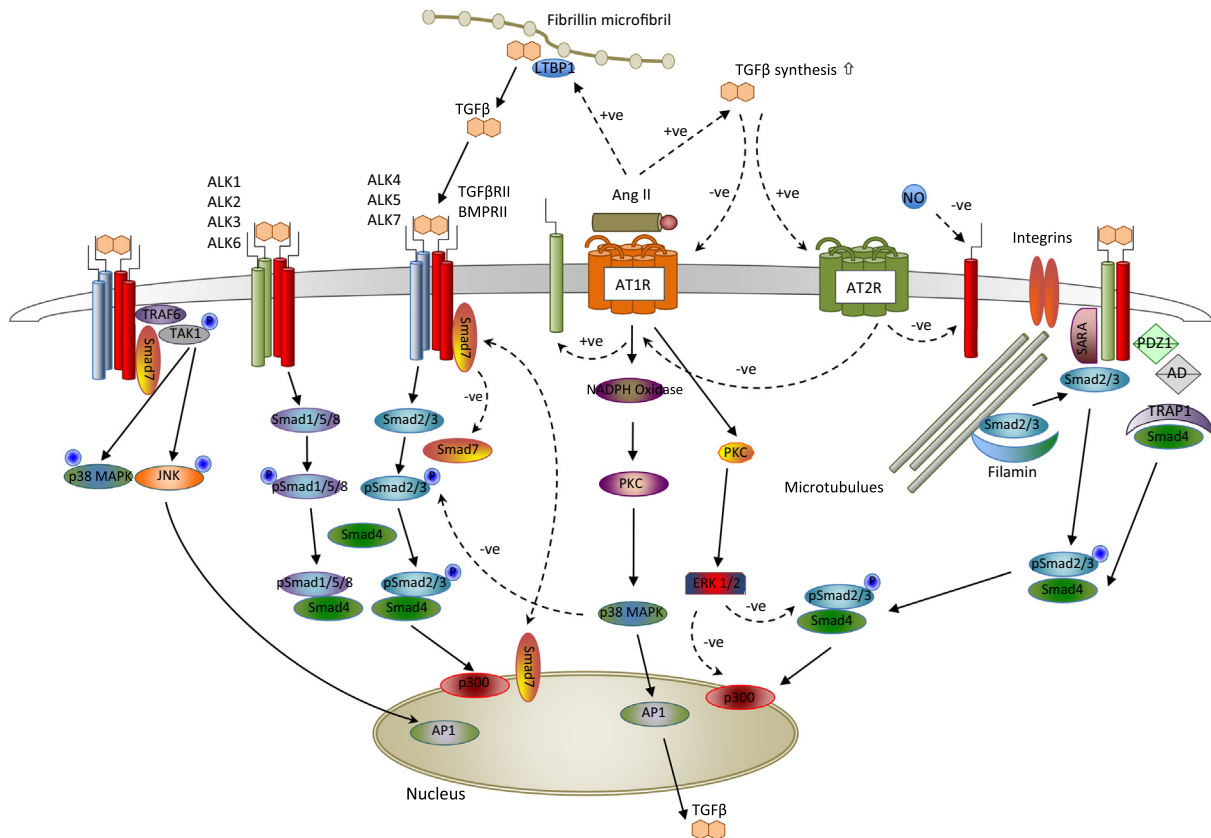 Fibrillin microfibril
LTBP1
TGFβ synthesis ⇧
TGFβ
+ve
+ve
ALK1
ALK2
ALK3
ALK6
ALK4
ALK5
ALK7
TGFβRII
BMPRII
Ang II
-ve
+ve
NO
-ve
Integrins
AT1R
AT2R
TRAF6
TAK1
P
Smad7
Smad7
SARA
PDZ1
AD
+ve
-ve
-ve
NADPH Oxidase
-ve
Smad2/3
TRAP1
Smad4
Smad1/5/8
Smad2/3
Smad7
Smad2/3
Filamin
PKC
p38 MAPK
JNK
P
pSmad1/5/8
pSmad2/3
P
PKC
Microtubulues
Smad4
-ve
pSmad2/3
Smad4
pSmad1/5/8
Smad4
pSmad2/3
P
Smad4
ERK 1/2
-ve
pSmad2/3
P
Smad4
p38 MAPK
-ve
Smad7
p300
p300
AP1
AP1
Nucleus
TGFβ